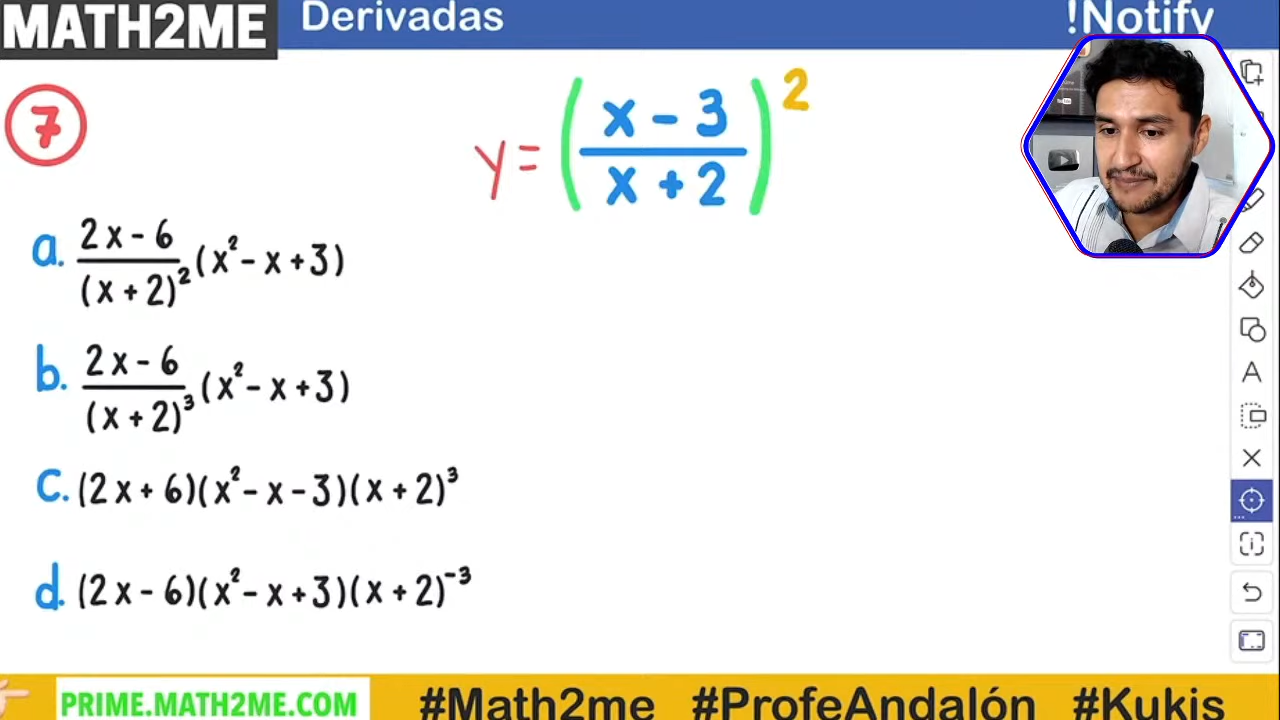 MATH2ME
Derivadas
!Notify
7
y = ( x - 3 / x + 2 )²
a. 2x - 6 / (x + 2)² (x² - x + 3)
b. 2x - 6 / (x + 2)³ (x² - x + 3)
c. (2x + 6)(x² - x - 3)(x + 2)³
d. (2x - 6)(x² - x + 3)(x + 2)⁻³
PRIME.MATH2ME.COM
#Math2me #ProfeAndalón #Kukis